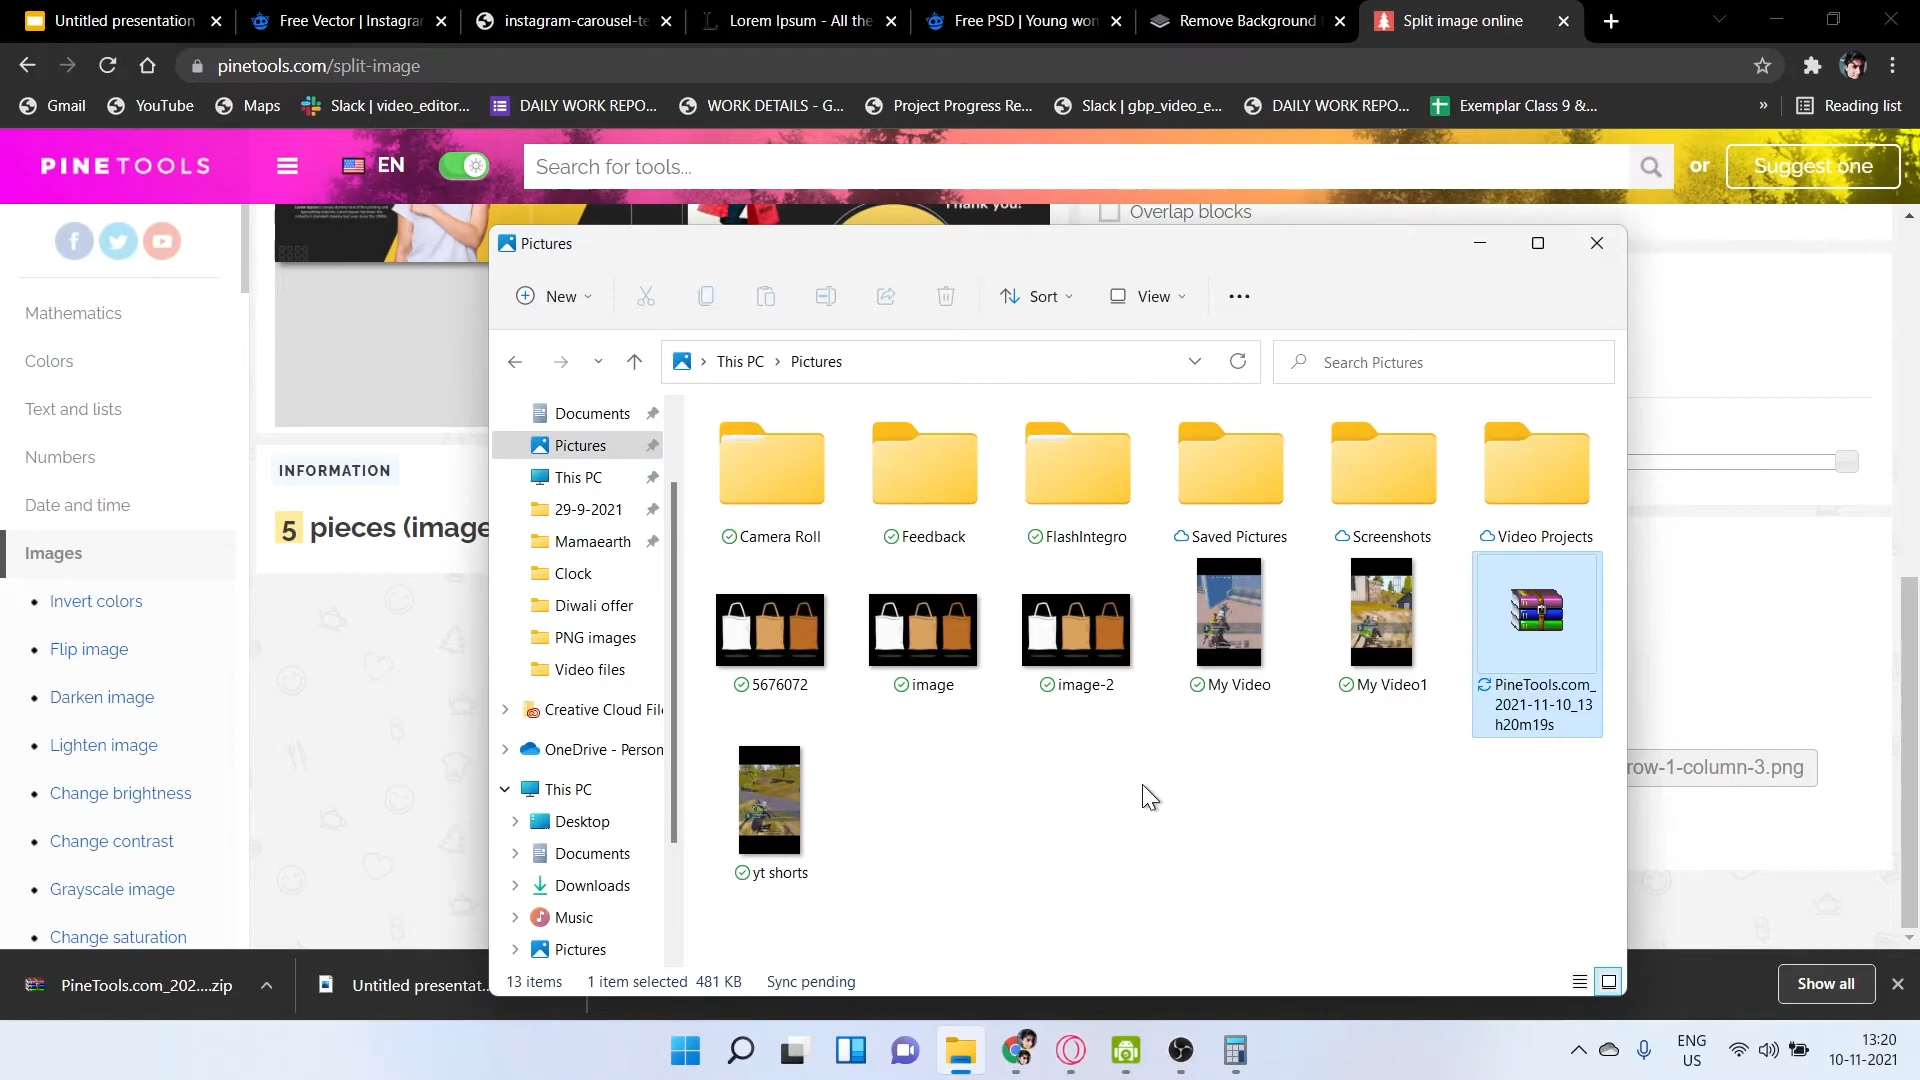 Untitled presentation
Free Vector | Instagra
instagram-carousel-te
Lorem Ipsum - All the
Free PSD | Young won
Remove Background
Split image online
pinetools.com/split-image
Gmail
YouTube
Maps
Slack | video_editor...
DAILY WORK REPO...
WORK DETAILS - G...
Project Progress Re...
Slack | gbp_video_e...
DAILY WORK REPO...
Exemplar Class 9 &...
»
Reading list
PINETOOLS
EN
Search for tools...
or
Suggest one
Thank you!
Overlap blocks
Mathematics
Colors
Text and lists
Numbers
Date and time
Images
Invert colors
Flip image
Darken image
Lighten image
Change brightness
Change contrast
Grayscale image
Change saturation
INFORMATION
5 pieces (image
row-1-column-3.png
Pictures
New
Sort
View
This PC
Pictures
Search Pictures
Documents
Pictures
This PC
29-9-2021
Mamaearth
Clock
Diwali offer
PNG images
Video files
Creative Cloud File
OneDrive - Person
This PC
Desktop
Documents
Downloads
Music
Pictures
Camera Roll
Feedback
FlashIntegro
Saved Pictures
Screenshots
Video Projects
5676072
image
image-2
My Video
My Video1
PineTools.com_
2021-11-10_13
h20m19s
yt shorts
13 items
1 item selected 481 KB
Sync pending
PineTools.com_202....zip
Untitled presentat...
Show all
ENG
US
13:20
10-11-2021